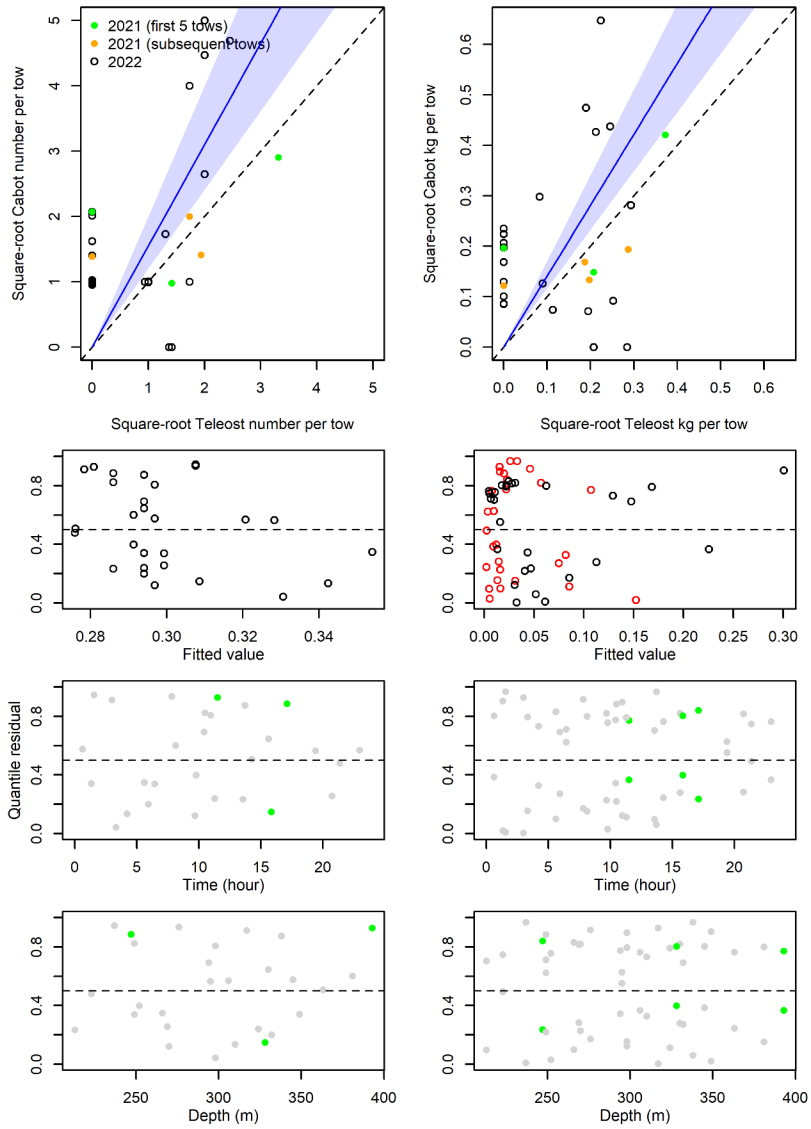 2021 (first 5 tows)
2021 (subsequent tows)
2022
Square-root Cabot number per tow
0 1 2 3 4 5
0 1 2 3 4 5
Square-root Teleost number per tow
Square-root Cabot kg per tow
0.0 0.1 0.2 0.3 0.4 0.5 0.6
0.0 0.1 0.2 0.3 0.4 0.5 0.6
Square-root Teleost kg per tow
0.0 0.4 0.8
0.28 0.30 0.32 0.34
Fitted value
0.0 0.4 0.8
0.00 0.05 0.10 0.15 0.20 0.25 0.30
Fitted value
Quantile residual
0.0 0.4 0.8
0 5 10 15 20
Time (hour)
0.0 0.4 0.8
0 5 10 15 20
Time (hour)
0.0 0.4 0.8
250 300 350 400
Depth (m)
0.0 0.4 0.8
250 300 350 400
Depth (m)